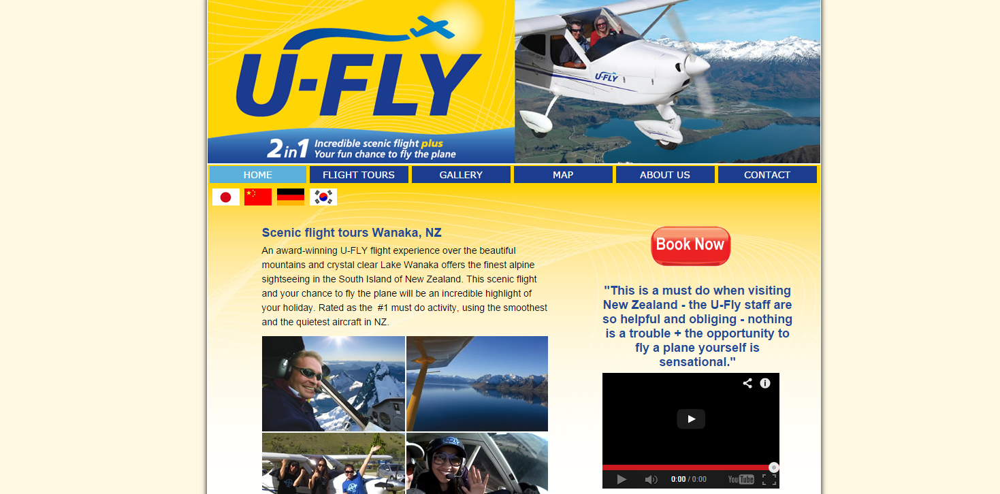 U-FLY
2in1 Incredible scenic flight plus
Your fun chance to fly the plane
U-FLY
HOME
FLIGHT TOURS
GALLERY
MAP
ABOUT US
CONTACT
Scenic flight tours Wanaka, NZ
An award-winning U-FLY flight experience over the beautiful
mountains and crystal clear Lake Wanaka offers the finest alpine
sightseeing in the South Island of New Zealand. This scenic flight
and your chance to fly the plane will be an incredible highlight of
your holiday. Rated as the  #1 must do activity, using the smoothest
and the quietest aircraft in NZ.
Book Now
"This is a must do when visiting
New Zealand - the U-Fly staff are
so helpful and obliging - nothing
is a trouble + the opportunity to
fly a plane yourself is
sensational."
U-FLY
0:00 / 0:00
YouTube